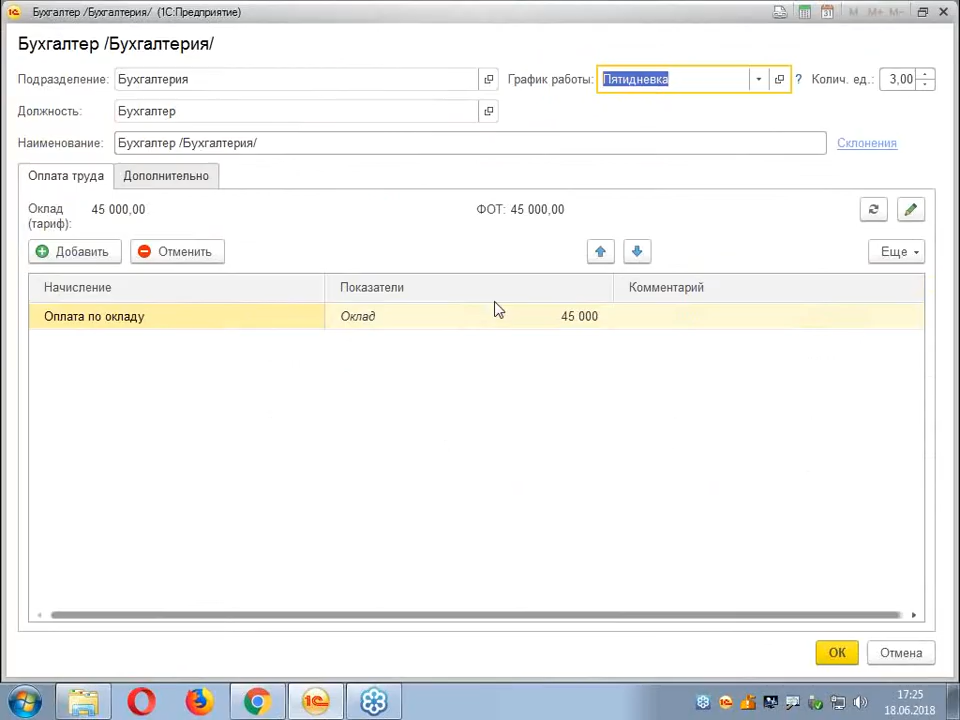 Бухгалтер /Бухгалтерия/ (1С:Предприятие)
M M+ M-
Бухгалтер /Бухгалтерия/
Подразделение: Бухгалтерия График работы: Пятидневка ? Колич. ед.: 3,00
Должность: Бухгалтер
Наименование: Бухгалтер /Бухгалтерия/ Склонения
Оплата труда Дополнительно
Оклад (тариф): 45 000,00 ФОТ: 45 000,00
Добавить Отменить Еще
Начисление Показатели Комментарий
Оплата по окладу Оклад 45 000
ОК Отмена
17:25
18.06.2018